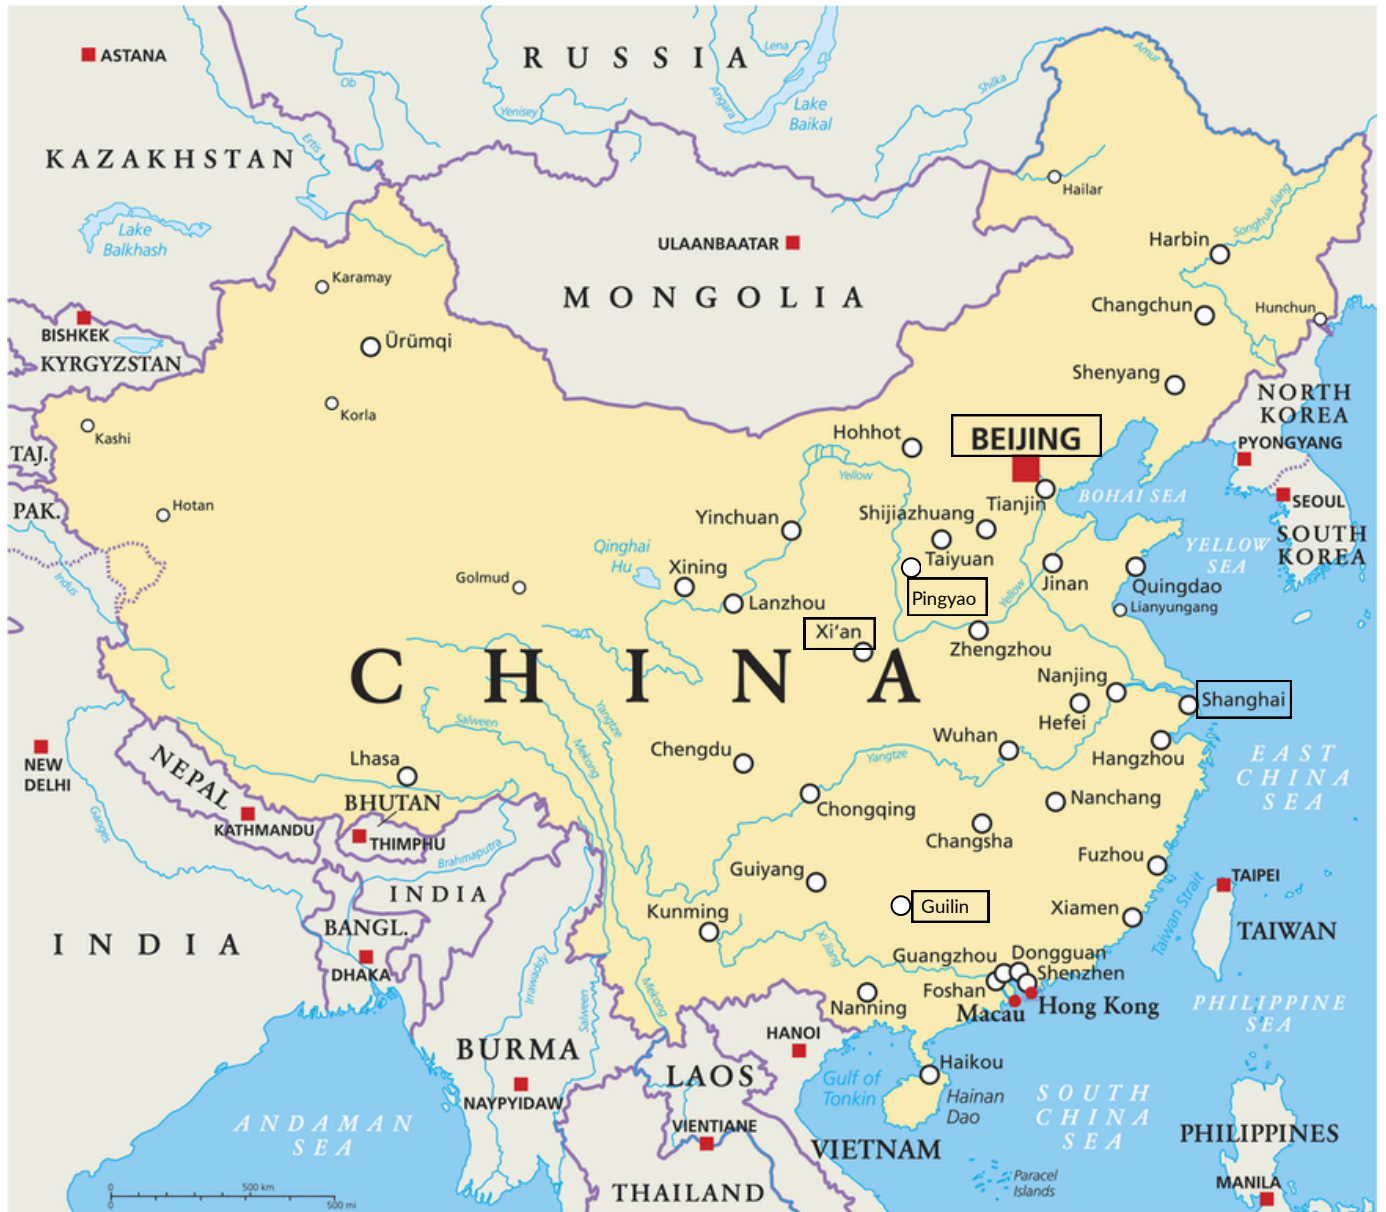 RUSSIA
ASTANA
Ob
Yenisey
Angara
Lena
Lake
Baikal
Shilka
Amur
KAZAKHSTAN
Ertis
Hailar
Songhua Jiang
Lake
Balkhash
ULAANBAATAR
MONGOLIA
Harbin
Karamay
Changchun
Hunchun
BISHKEK
KYRGYZSTAN
Ürümqi
Shenyang
Korla
NORTH
KOREA
Kashi
TAJ.
Hohhot
BEIJING
PYONGYANG
Yellow
BOHAI SEA
SEOUL
Hotan
PAK.
Tianjin
Yinchuan
Shijiazhuang
SOUTH
KOREA
YELLOW
SEA
Qinghai
Hu
Taiyuan
Xining
Golmud
Jinan
Quingdao
Indus
Lanzhou
Pingyao
Yellow
Lianyungang
Xi'an
Zhengzhou
CHINA
Nanjing
Shanghai
Salween
Yangtze
Mekong
Hefei
Wuhan
Hangzhou
NEW
DELHI
Lhasa
Chengdu
Yangtze
EAST
CHINA
SEA
NEPAL
BHUTAN
Chongqing
Nanchang
KATHMANDU
THIMPHU
Changsha
Ganges
Brahmaputra
Fuzhou
Guiyang
TAIPEI
INDIA
Guilin
Kunming
Xiamen
Taiwan Strait
TAIWAN
BANGL.
INDIA
Xi Jiang
Guangzhou
Dongguan
DHAKA
Shenzhen
Irrawaddy
Salween
Mekong
Foshan
Nanning
Macau
Hong Kong
PHILIPPINE
SEA
HANOI
BURMA
LAOS
Haikou
Gulf of
Tonkin
Hainan
Dao
SOUTH
CHINA
SEA
NAYPYIDAW
ANDAMAN
SEA
VIENTIANE
VIETNAM
PHILIPPINES
Paracel
Islands
MANILA
THAILAND
0
500 km
0
500 mi